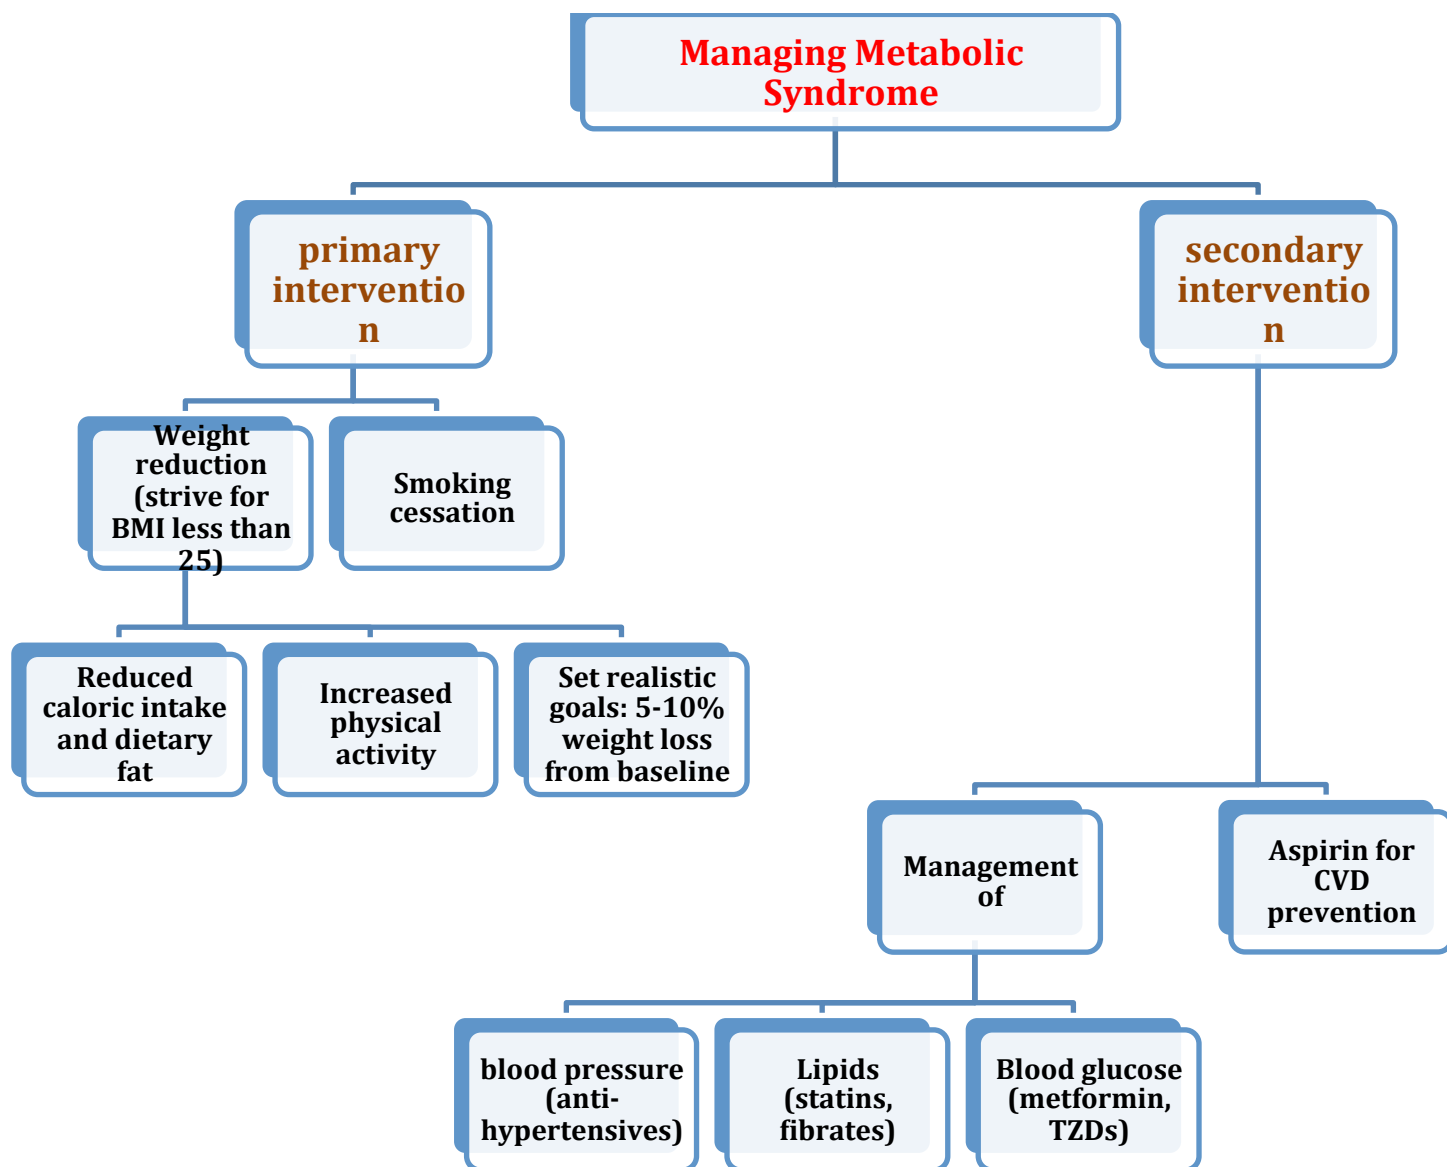 Managing Metabolic
Syndrome
primary
interventio
n
secondary
interventio
n
Weight
reduction
(strive for
BMI less than
25)
Smoking
cessation
Reduced
caloric intake
and dietary
fat
Increased
physical
activity
Set realistic
goals: 5-10%
weight loss
from baseline
Management
of
Aspirin for
CVD
prevention
blood pressure
(anti-
hypertensives)
Lipids
(statins,
fibrates)
Blood glucose
(metformin,
TZDs)